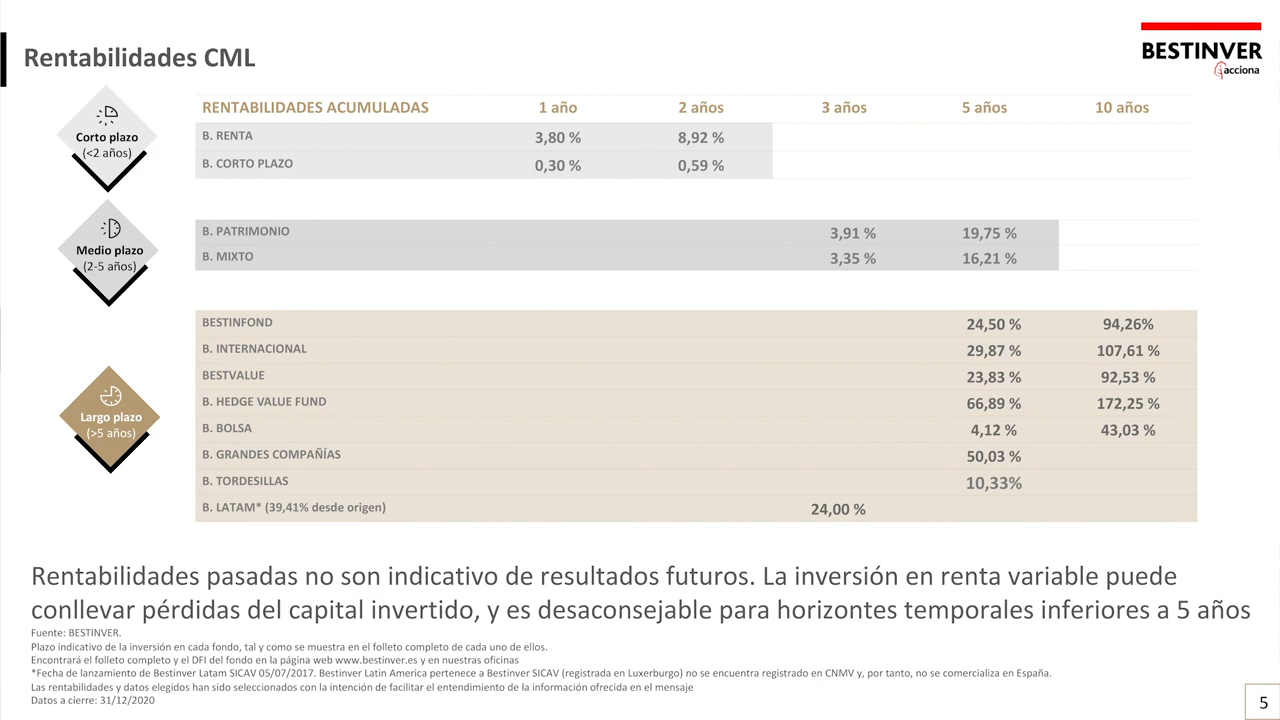 Rentabilidades CML
BESTINVER
acciona
RENTABILIDADES ACUMULADAS 1 año 2 años 3 años 5 años 10 años
Corto plazo
(<2 años)
B. RENTA 3,80 % 8,92 %
B. CORTO PLAZO 0,30 % 0,59 %
Medio plazo
(2-5 años)
B. PATRIMONIO 3,91 % 19,75 %
B. MIXTO 3,35 % 16,21 %
Largo plazo
(>5 años)
BESTINFOND 24,50 % 94,26%
B. INTERNACIONAL 29,87 % 107,61 %
BESTVALUE 23,83 % 92,53 %
B. HEDGE VALUE FUND 66,89 % 172,25 %
B. BOLSA 4,12 % 43,03 %
B. GRANDES COMPAÑÍAS 50,03 %
B. TORDESILLAS 10,33%
B. LATAM* (39,41% desde origen) 24,00 %
Rentabilidades pasadas no son indicativo de resultados futuros. La inversión en renta variable puede
conllevar pérdidas del capital invertido, y es desaconsejable para horizontes temporales inferiores a 5 años
Fuente: BESTINVER.
Plazo indicativo de la inversión en cada fondo, tal y como se muestra en el folleto completo de cada uno de ellos.
Encontrará el folleto completo y el DFI del fondo en la página web www.bestinver.es y en nuestras oficinas
*Fecha de lanzamiento de Bestinver Latam SICAV 05/07/2017. Bestinver Latin America pertenece a Bestinver SICAV (registrada en Luxerburgo) no se encuentra registrado en CNMV y, por tanto, no se comercializa en España.
Las rentabilidades y datos elegidos han sido seleccionados con la intención de facilitar el entendimiento de la información ofrecida en el mensaje
Datos a cierre: 31/12/2020
5